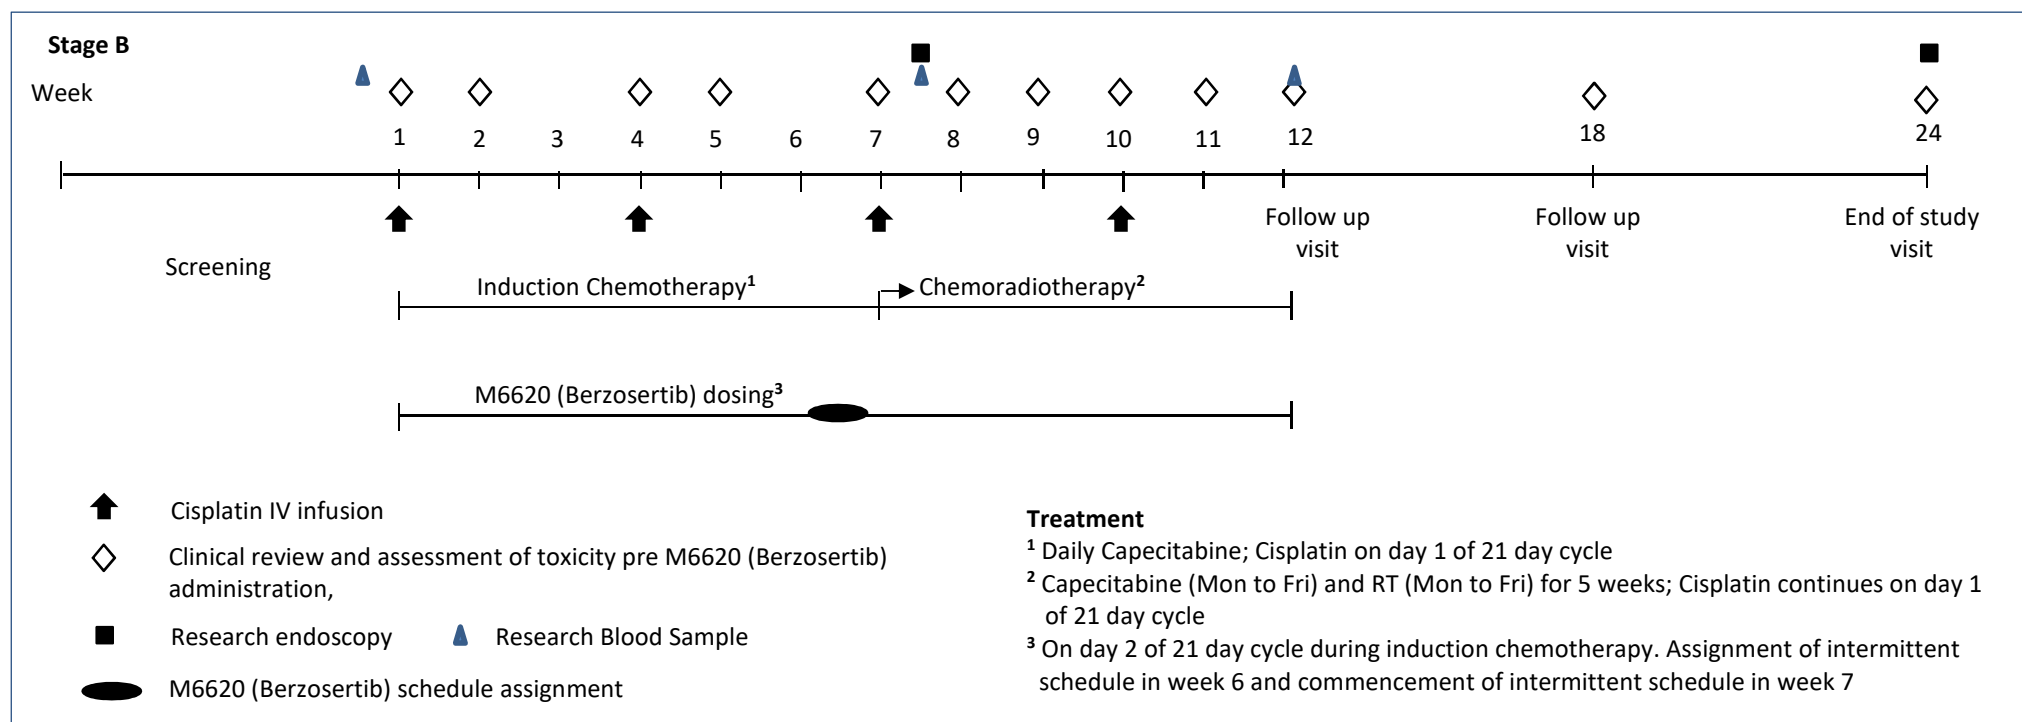 Stage B
Week
1 2 3 4 5 6 7 8 9 10 11 12 18 24
Follow up visit
Follow up visit
End of study visit
Screening
Induction Chemotherapy¹
Chemoradiotherapy²
M6620 (Berzosertib) dosing³
Cisplatin IV infusion
Clinical review and assessment of toxicity pre M6620 (Berzosertib)
administration,
Research endoscopy
Research Blood Sample
M6620 (Berzosertib) schedule assignment
Treatment
¹ Daily Capecitabine; Cisplatin on day 1 of 21 day cycle
² Capecitabine (Mon to Fri) and RT (Mon to Fri) for 5 weeks; Cisplatin continues on day 1
of 21 day cycle
³ On day 2 of 21 day cycle during induction chemotherapy. Assignment of intermittent
schedule in week 6 and commencement of intermittent schedule in week 7